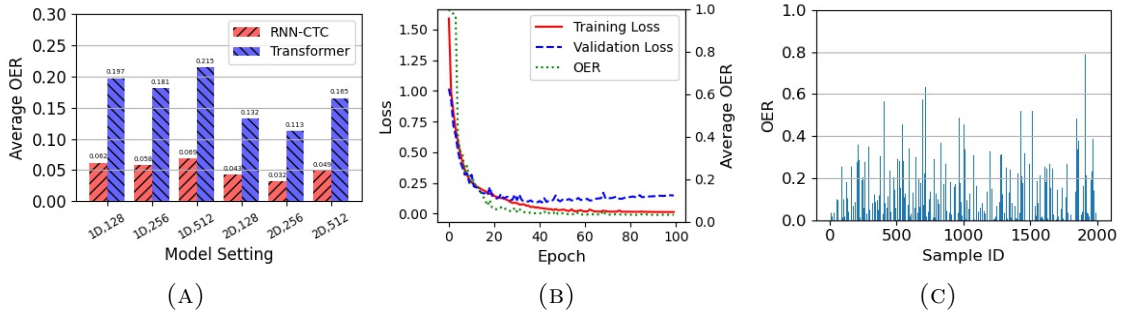 0.30
0.25
0.20
0.15
0.10
0.05
0.00
Average OER
RNN-CTC
Transformer
0.062
0.197
0.058
0.181
0.069
0.215
0.043
0.132
0.032
0.113
0.049
0.165
1D,128
1D,256
1D,512
2D,128
2D,256
2D,512
Model Setting
(A)
1.50
1.25
1.00
0.75
0.50
0.25
0.00
Loss
Training Loss
Validation Loss
OER
1.0
0.8
0.6
0.4
0.2
0.0
Average OER
0 20 40 60 80 100
Epoch
(B)
1.0
0.8
0.6
0.4
0.2
0.0
OER
0 500 1000 1500 2000
Sample ID
(C)